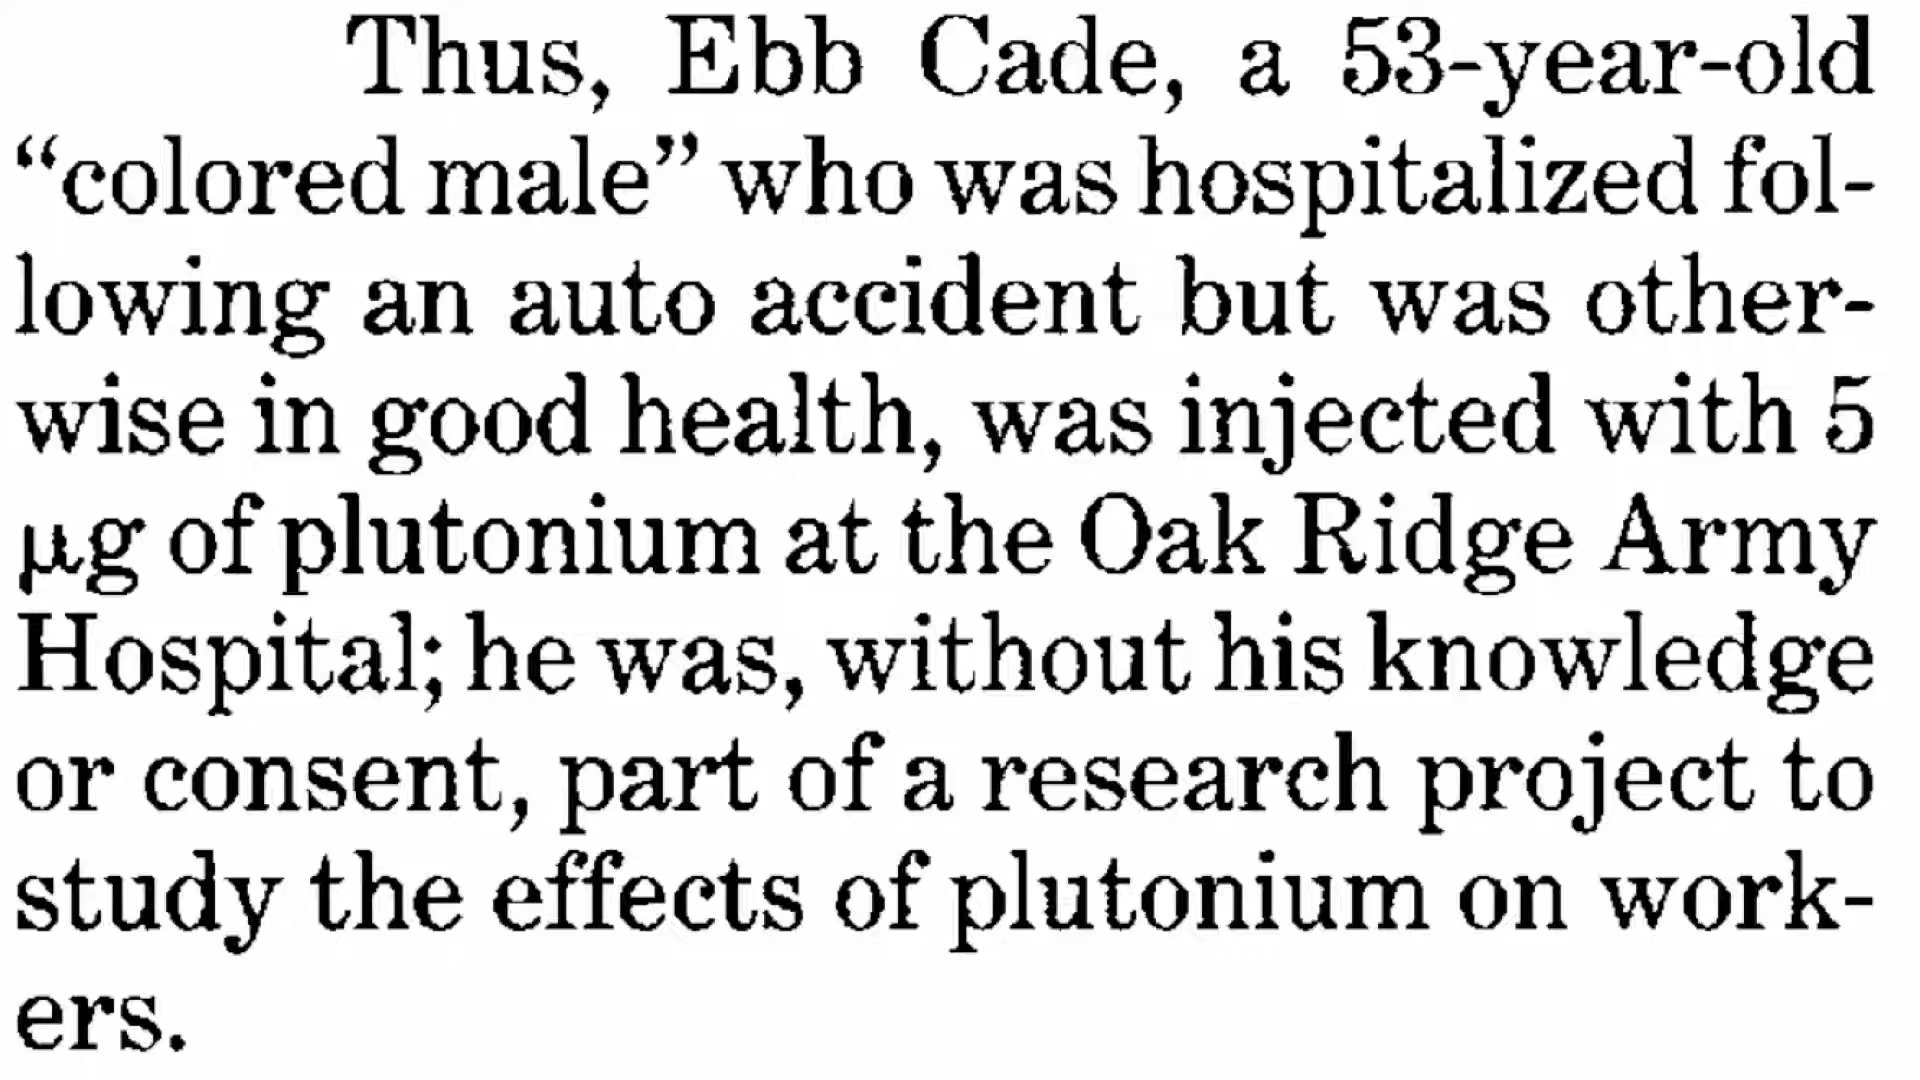 Thus, Ebb Cade, a 53-year-old
“colored male” who was hospitalized fol-
lowing an auto accident but was other-
wise in good health, was injected with 5
µg of plutonium at the Oak Ridge Army
Hospital; he was, without his knowledge
or consent, part of a research project to
study the effects of plutonium on work-
ers.